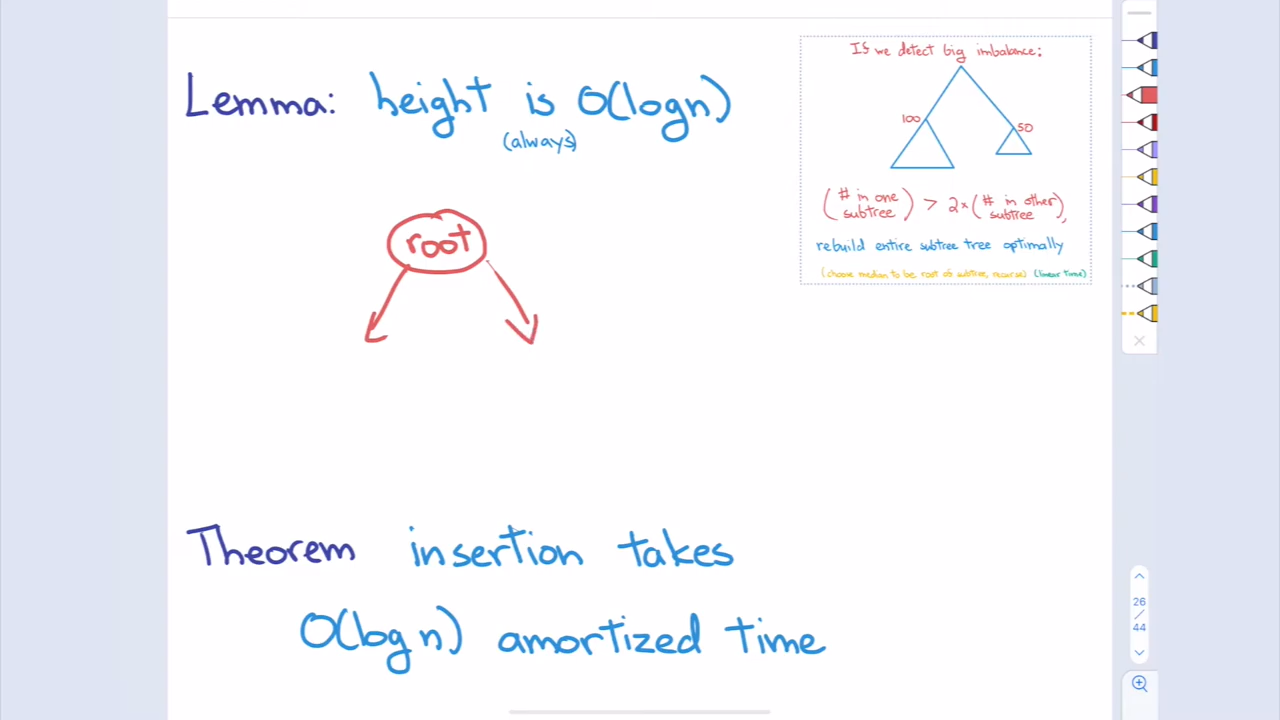 Lemma: height is O(logn)
(always)
root
If we detect big imbalance:
100
50
(# in one subtree) > 2×(# in other subtree),
rebuild entire subtree tree optimally
(choose median to be root of subtree, recurse) (linear time)
Theorem insertion takes
O(log n) amortized time
26
/
44